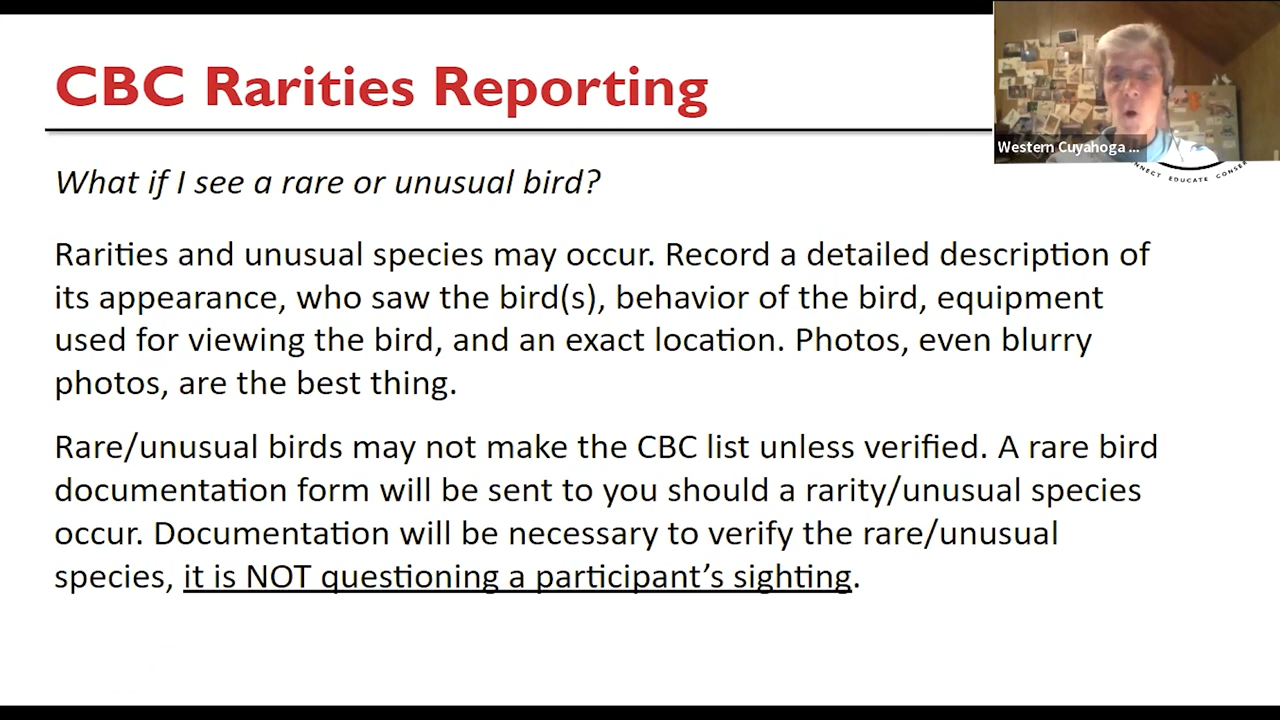 CBC Rarities Reporting
Western Cuyahoga ...
EDUCATE
What if I see a rare or unusual bird?
Rarities and unusual species may occur. Record a detailed description of
its appearance, who saw the bird(s), behavior of the bird, equipment
used for viewing the bird, and an exact location. Photos, even blurry
photos, are the best thing.
Rare/unusual birds may not make the CBC list unless verified. A rare bird
documentation form will be sent to you should a rarity/unusual species
occur. Documentation will be necessary to verify the rare/unusual
species, it is NOT questioning a participant’s sighting.